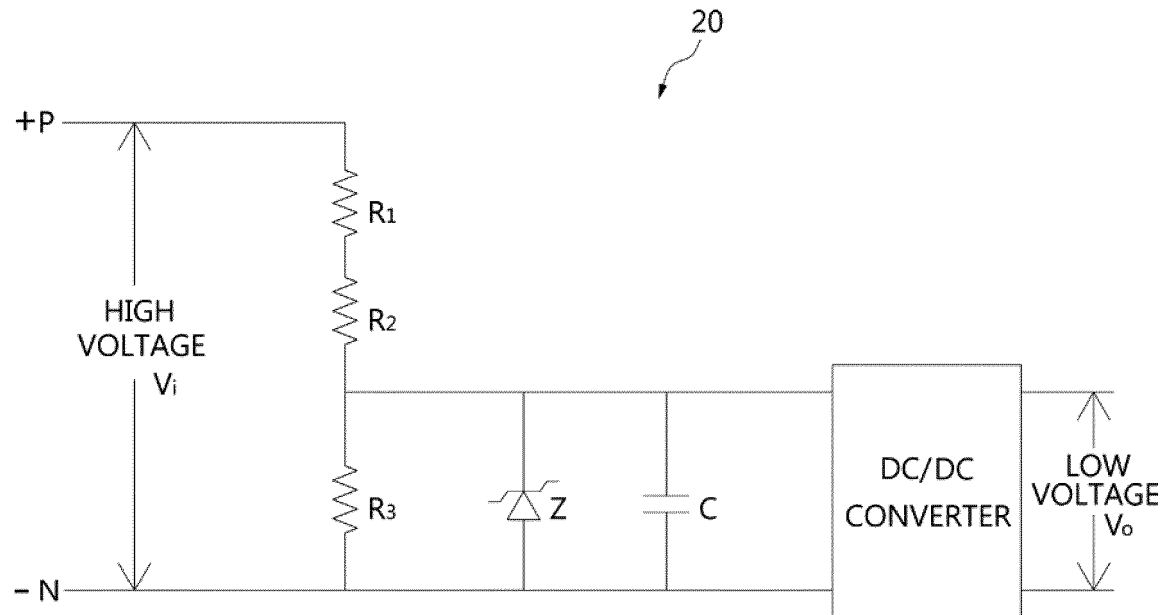 20
+P
R1
HIGH
VOLTAGE
Vi
R2
R3
Z
C
DC/DC
CONVERTER
LOW
VOLTAGE
Vo
- N